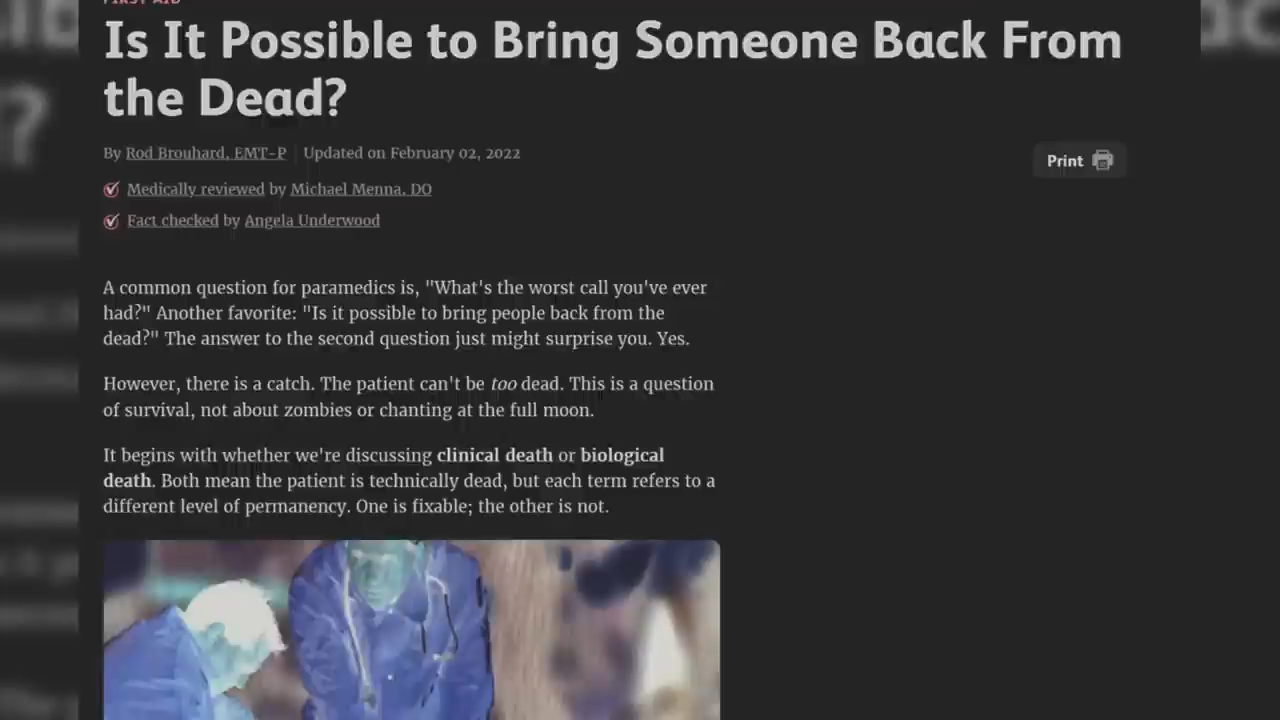 FIRST AID
Is It Possible to Bring Someone Back From
the Dead?
By Rod Brouhard, EMT-P | Updated on February 02, 2022
Print
Medically reviewed by Michael Menna, DO
Fact checked by Angela Underwood
A common question for paramedics is, "What's the worst call you've ever
had?" Another favorite: "Is it possible to bring people back from the
dead?" The answer to the second question just might surprise you. Yes.
However, there is a catch. The patient can't be too dead. This is a question
of survival, not about zombies or chanting at the full moon.
It begins with whether we're discussing clinical death or biological
death. Both mean the patient is technically dead, but each term refers to a
different level of permanency. One is fixable; the other is not.